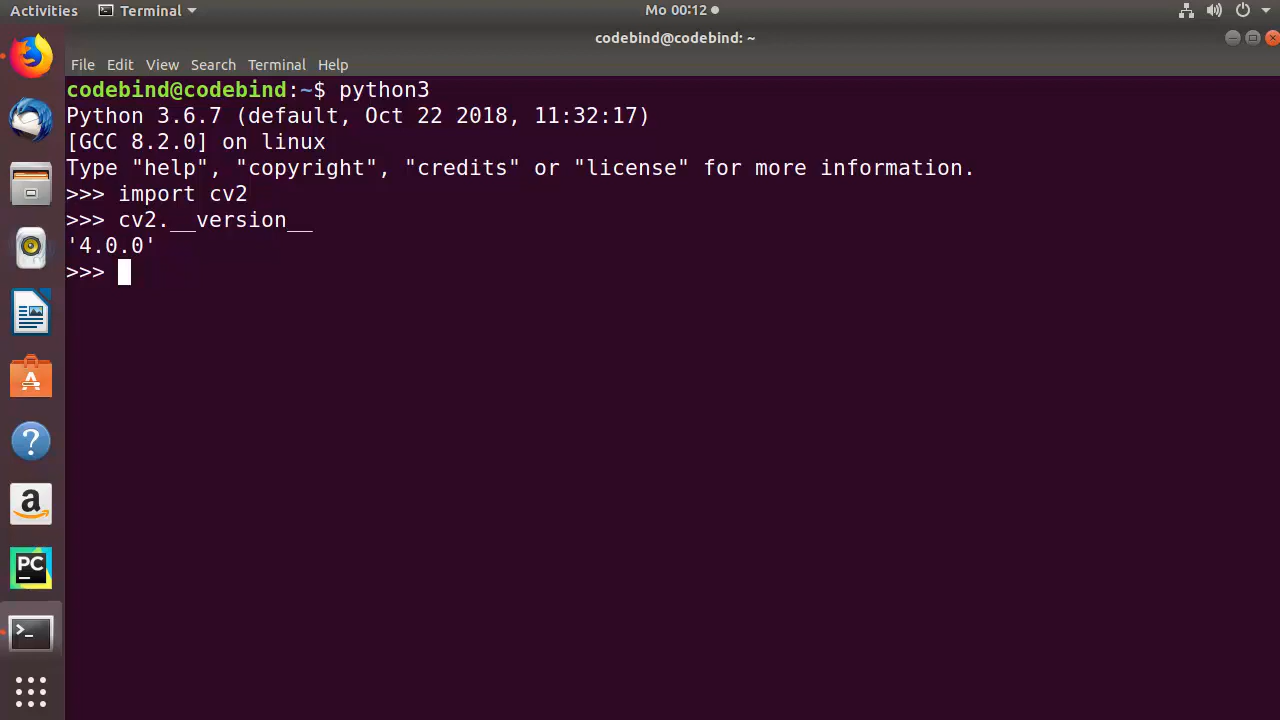 Activities Terminal Mo 00:12
codebind@codebind: ~
File Edit View Search Terminal Help
codebind@codebind:~$ python3
Python 3.6.7 (default, Oct 22 2018, 11:32:17)
[GCC 8.2.0] on linux
Type "help", "copyright", "credits" or "license" for more information.
>>> import cv2
>>> cv2.__version__
'4.0.0'
>>>
A
?
a
PC
>_